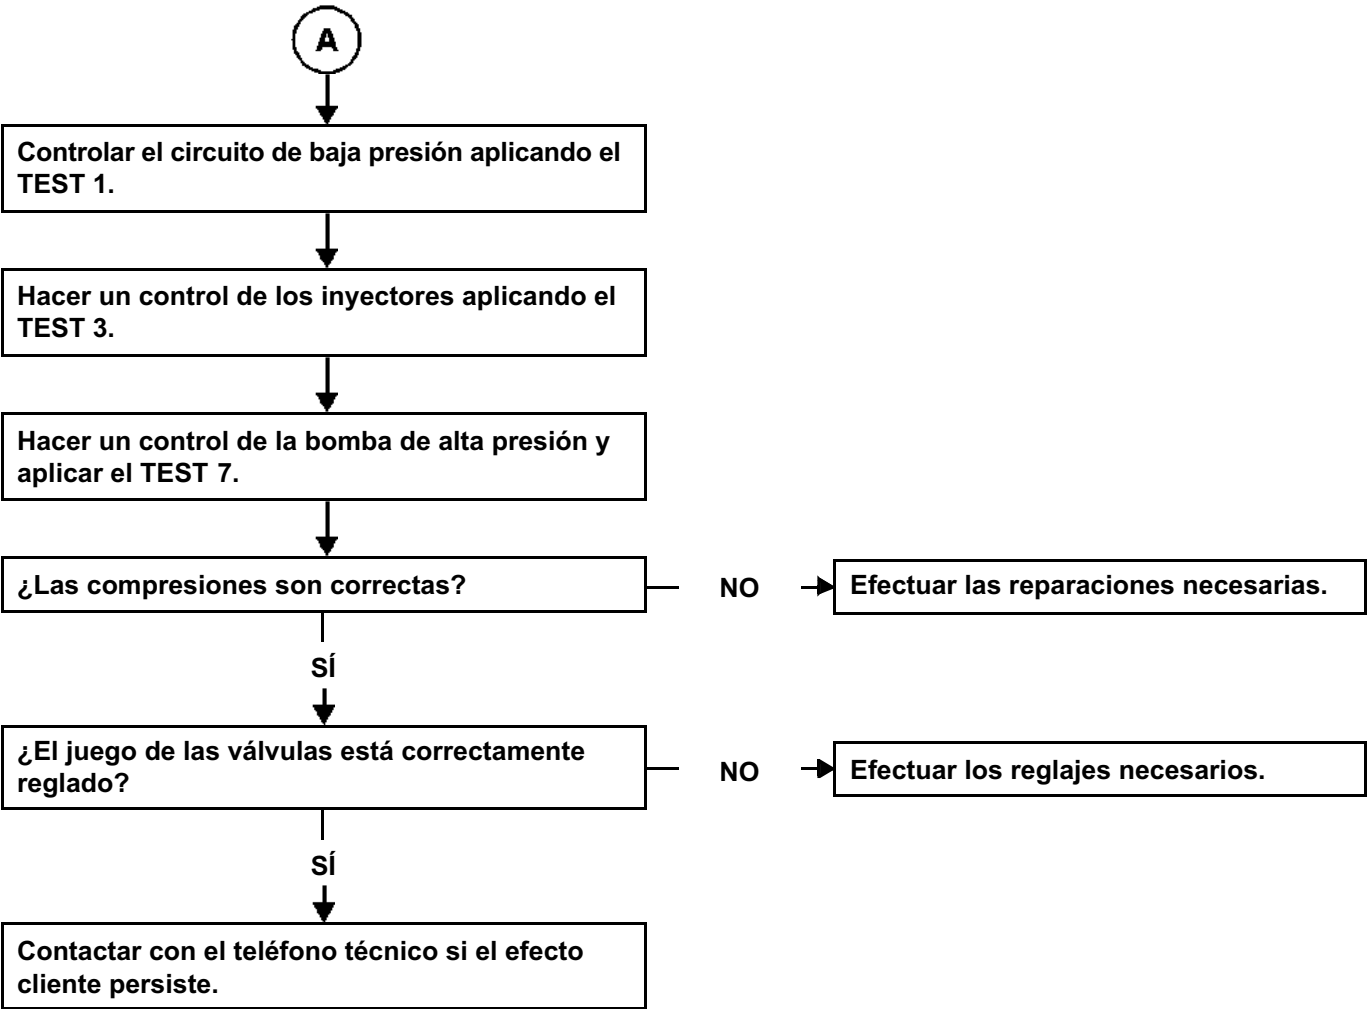 A
Controlar el circuito de baja presión aplicando el
TEST 1.
Hacer un control de los inyectores aplicando el
TEST 3.
Hacer un control de la bomba de alta presión y
aplicar el TEST 7.
¿Las compresiones son correctas?
NO
Efectuar las reparaciones necesarias.
SÍ
¿El juego de las válvulas está correctamente
reglado?
NO
Efectuar los reglajes necesarios.
SÍ
Contactar con el teléfono técnico si el efecto
cliente persiste.